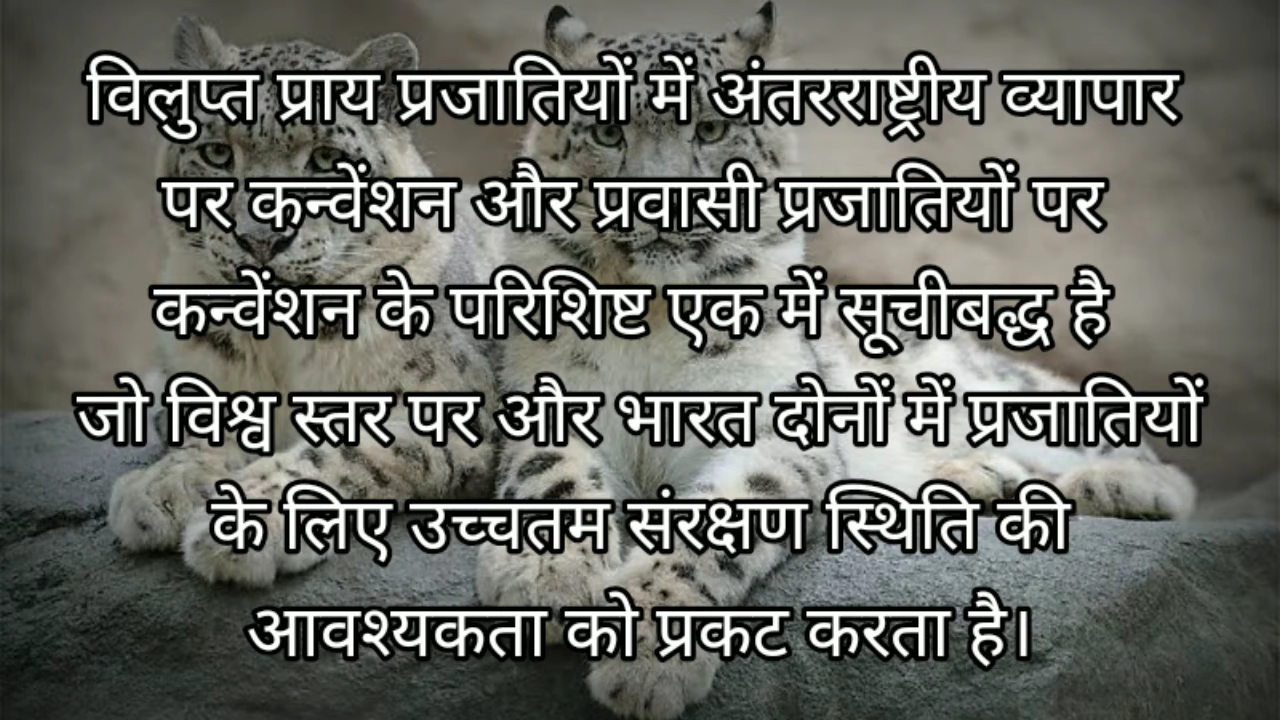 विलुप्त प्राय प्रजातियों में अंतरराष्ट्रीय व्यापार
पर कन्वेंशन और प्रवासी प्रजातियों पर
कन्वेंशन के परिशिष्ट एक में सूचीबद्ध है
जो विश्व स्तर पर और भारत दोनों में प्रजातियों
के लिए उच्चतम संरक्षण स्थिति की
आवश्यकता को प्रकट करता है।